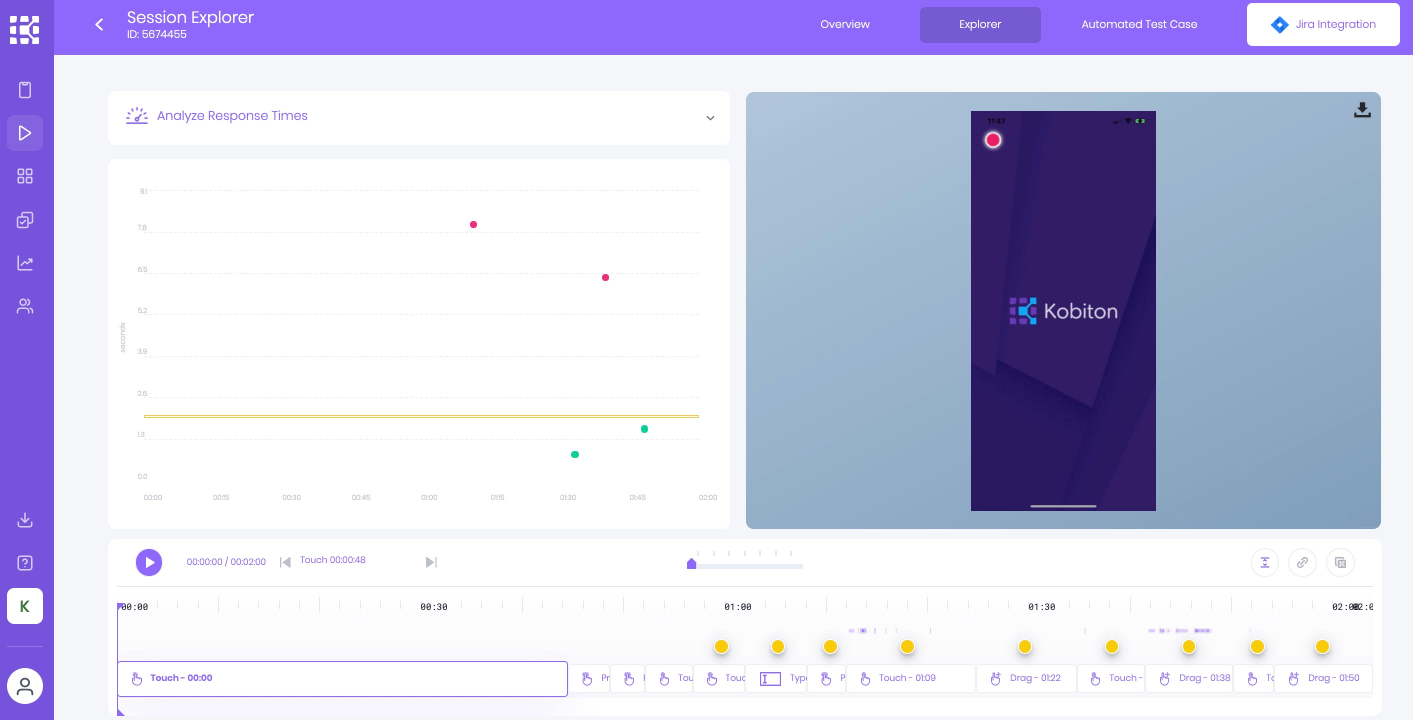 Session Explorer
ID: 5674455
Overview
Explorer
Automated Test Case
Jira Integration
Analyze Response Times
9.1
7.8
6.5
5.2
3.9
2.6
1.3
0.0
seconds
00:00
00:15
00:30
00:45
01:00
01:15
01:30
01:45
02:00
11:47
Kobiton
K
00:00:00 / 00:02:00
Touch 00:00:48
00:00
00:30
01:00
01:30
Touch - 00:00
Pr
Tou
Touc
Type
P
Touch - 01:09
Drag - 01:22
Touch -
Drag - 01:38
To
Drag - 01:50